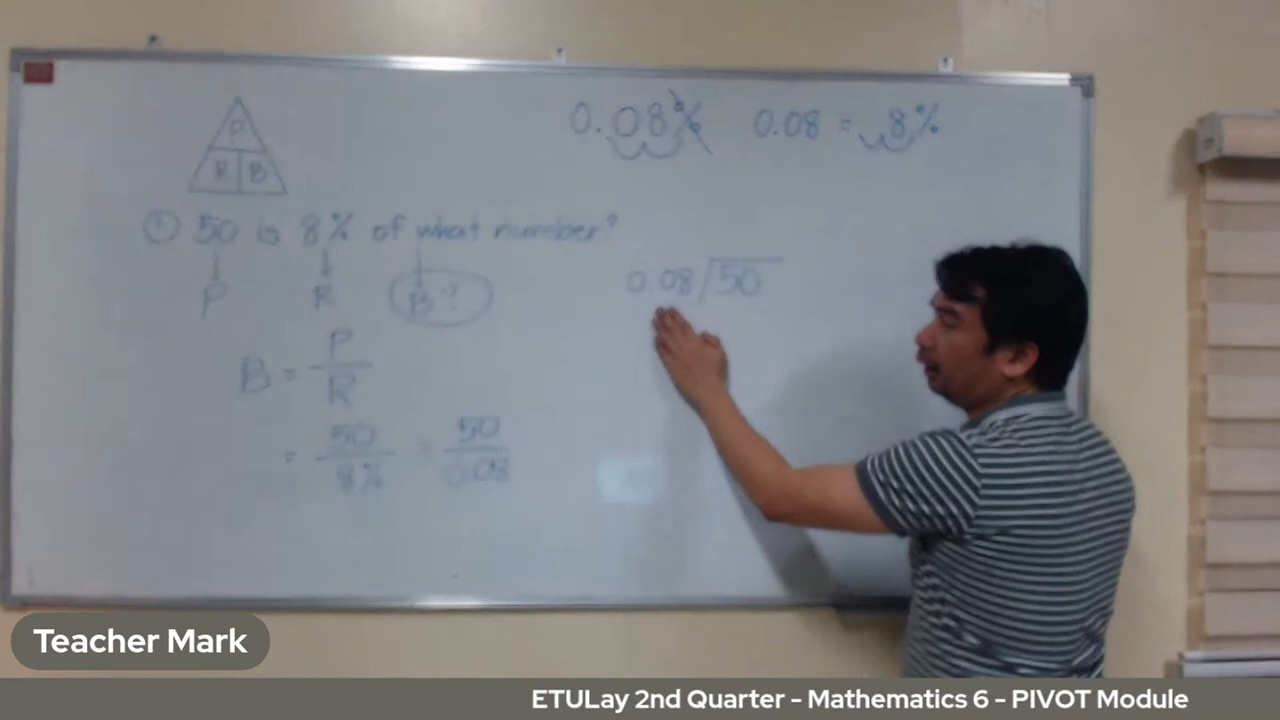 0.08% 0.08 = 8%
P
R B
50 is 8% of what number?
P R B?
0.08 50
B = P
R
= 50 = 50
8% 0.08
Teacher Mark
ETULay 2nd Quarter - Mathematics 6 - PIVOT Module